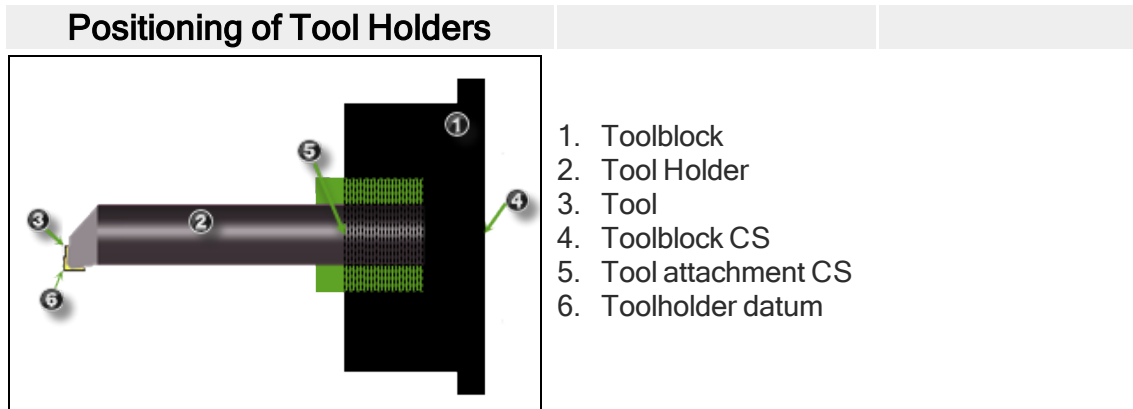 Positioning of Tool Holders
1
5
4
3
2
6
1. Toolblock
2. Tool Holder
3. Tool
4. Toolblock CS
5. Tool attachment CS
6. Toolholder datum